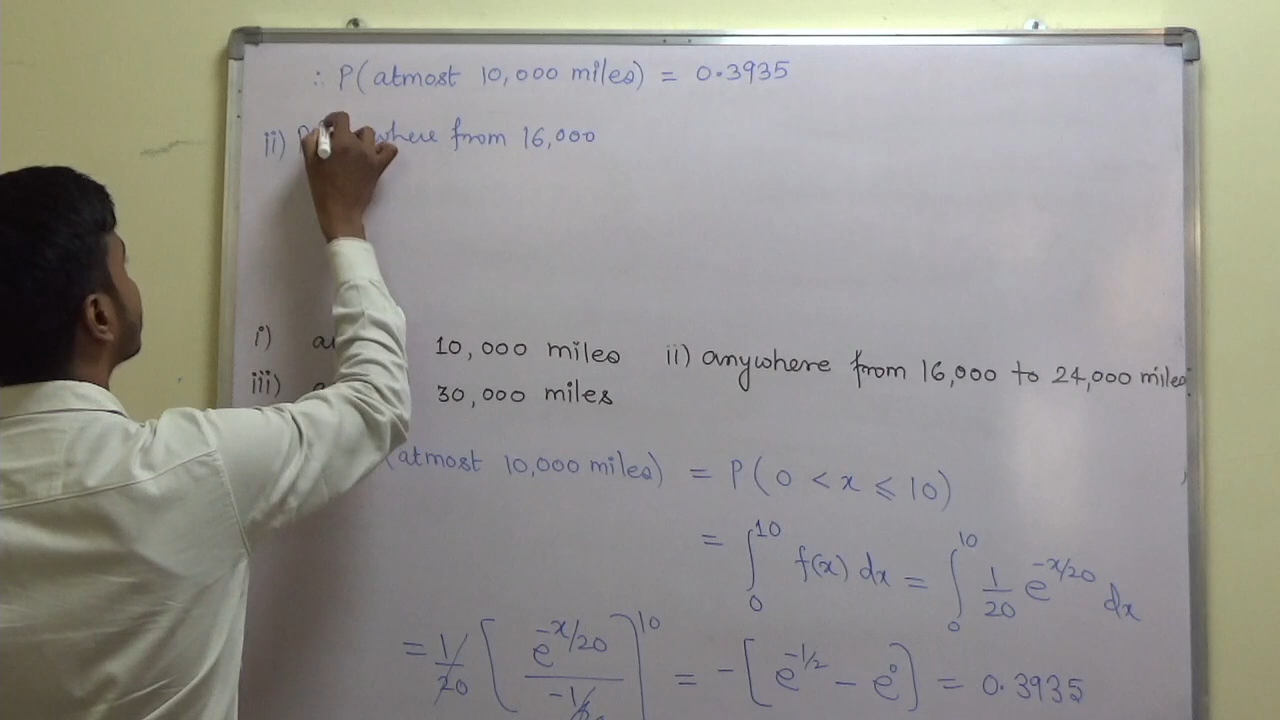 ∴ P(atmost 10,000 miles) = 0.3935
ii) where from 16,000
i) 10,000 miles ii) anywhere from 16,000 to 24,000 miles
iii) 30,000 miles
(atmost 10,000 miles) = P(0 < x ≤ 10)
= ∫₀¹⁰ f(x) dx = ∫₀¹⁰ 1/20 e^(-x/20) dx
= 1/20 [e^(-x/20) / -1/20]^10 = -[e^(-1/2) - e^0] = 0.3935